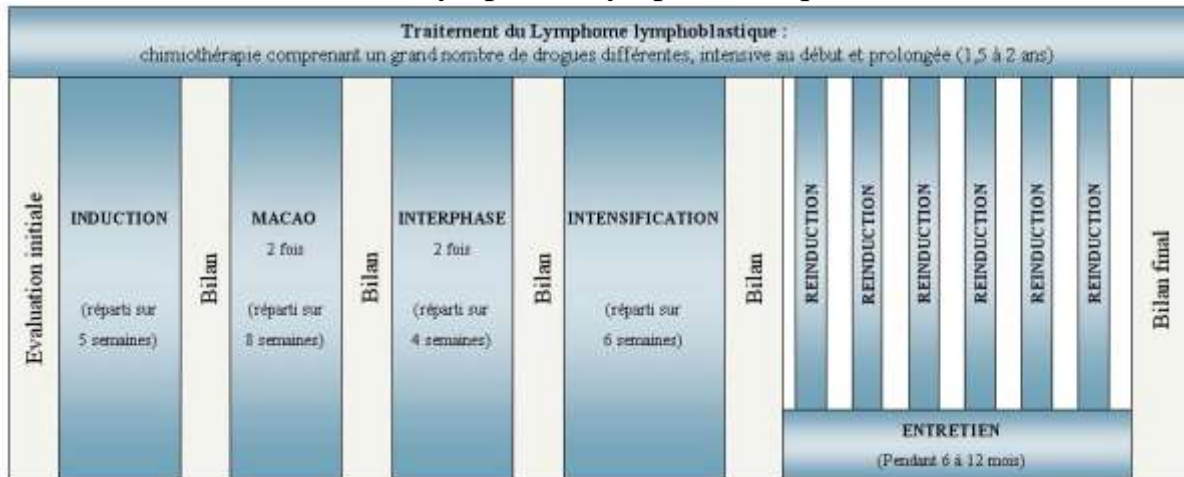 Traitement du Lymphome lymphoblastique :
chimiothérapie comprenant un grand nombre de drogues différentes, intensive au début et prolongée (1,5 à 2 ans)
Evaluation initiale
INDUCTION
(réparti sur
5 semaines)
Bilan
MACAO
2 fois
(réparti sur
8 semaines)
Bilan
INTERPHASE
2 fois
(réparti sur
4 semaines)
Bilan
INTENSIFICATION
(réparti sur
6 semaines)
Bilan
REINDUCTION
REINDUCTION
REINDUCTION
REINDUCTION
REINDUCTION
REINDUCTION
ENTRETIEN
(Pendant 6 à 12 mois)
Bilan final